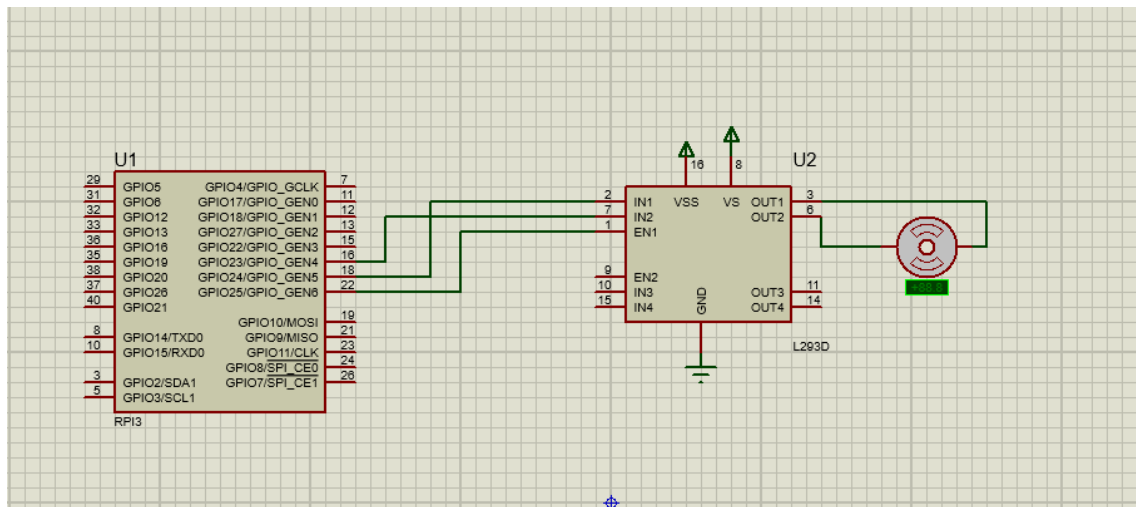 U1
29 GPIO5 GPIO4/GPIO_GCLK 7
31 GPIO6 GPIO17/GPIO_GEN0 11
32 GPIO12 GPIO18/GPIO_GEN1 12
33 GPIO13 GPIO27/GPIO_GEN2 13
36 GPIO16 GPIO22/GPIO_GEN3 15
35 GPIO19 GPIO23/GPIO_GEN4 16
38 GPIO20 GPIO24/GPIO_GEN5 18
37 GPIO26 GPIO25/GPIO_GEN6 22
40 GPIO21
GPIO10/MOSI 19
8 GPIO14/TXD0 GPIO9/MISO 21
10 GPIO15/RXD0 GPIO11/CLK 23
GPIO8/SPI_CE0 24
3 GPIO2/SDA1 GPIO7/SPI_CE1 26
5 GPIO3/SCL1
RPI3
16 8 U2
2 IN1 VSS VS OUT1 3
7 IN2 OUT2 6
1 EN1
9 EN2
10 IN3 OUT3 11
15 IN4 GND OUT4 14
L293D
+88.8